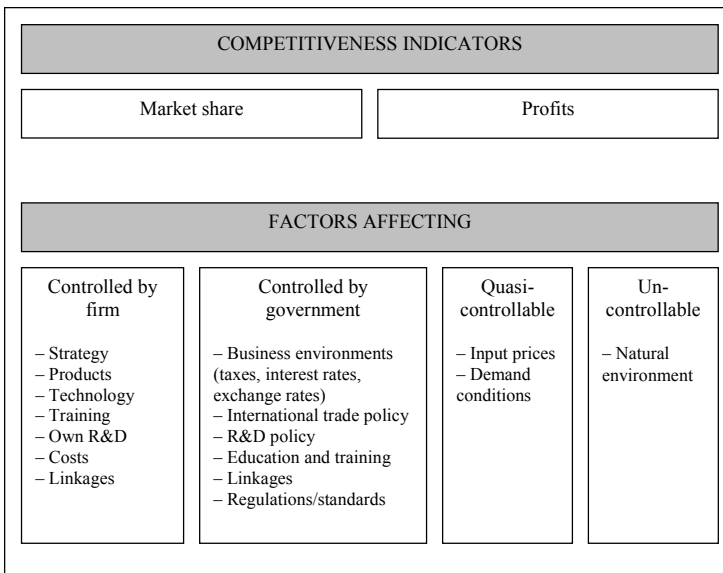 COMPETITIVENESS INDICATORS
Market share
Profits
FACTORS AFFECTING
Controlled by
firm
– Strategy
– Products
– Technology
– Training
– Own R&D
– Costs
– Linkages
Controlled by
government
– Business environments
(taxes, interest rates,
exchange rates)
– International trade policy
– R&D policy
– Education and training
– Linkages
– Regulations/standards
Quasi-
controllable
– Input prices
– Demand
conditions
Un-
controllable
– Natural
environment